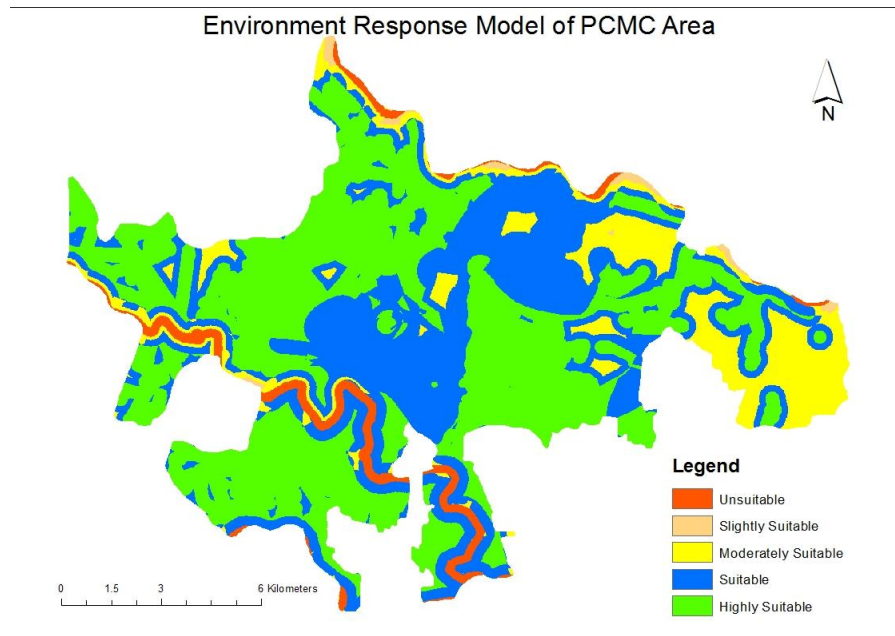 Environment Response Model of PCMC Area
N
Legend
Unsuitable
Slightly Suitable
Moderately Suitable
Suitable
Highly Suitable
0 1.5 3 6 Kilometers